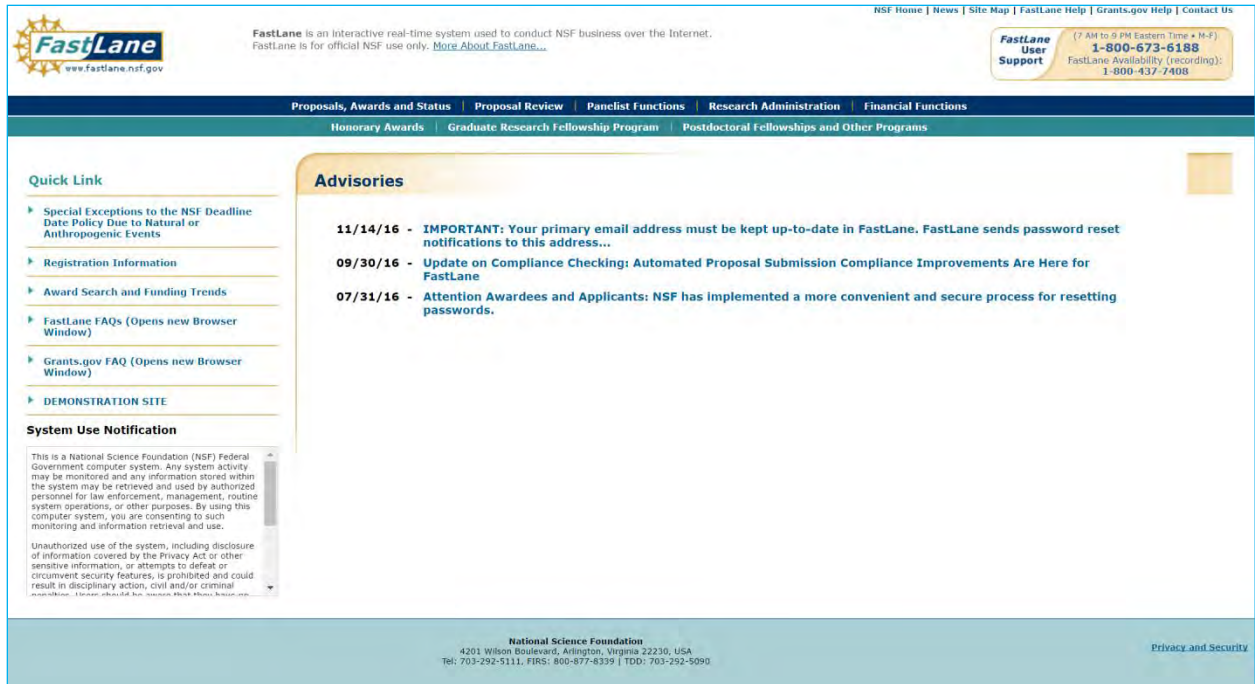 NSF Home | News | Site Map | FastLane Help | Grants.gov Help | Contact Us
FastLane
www.fastlane.nsf.gov
FastLane is an interactive real-time system used to conduct NSF business over the Internet.
FastLane is for official NSF use only. More About FastLane...
FastLane
User
Support
(7 AM to 9 PM Eastern Time • M-F)
1-800-673-6188
FastLane Availability (recording):
1-800-437-7408
Proposals, Awards and Status | Proposal Review | Panelist Functions | Research Administration | Financial Functions
Honorary Awards | Graduate Research Fellowship Program | Postdoctoral Fellowships and Other Programs
Quick Link
Special Exceptions to the NSF Deadline
Date Policy Due to Natural or
Anthropogenic Events
Registration Information
Award Search and Funding Trends
FastLane FAQs (Opens new Browser
Window)
Grants.gov FAQ (Opens new Browser
Window)
DEMONSTRATION SITE
System Use Notification
This is a National Science Foundation (NSF) Federal
Government computer system. Any system activity
may be monitored and any information stored within
the system may be retrieved and used by authorized
personnel for law enforcement, management, routine
system operations, or other purposes. By using this
computer system, you are consenting to such
monitoring and information retrieval and use.
Unauthorized use of the system, including disclosure
of information covered by the Privacy Act or other
sensitive information, or attempts to defeat or
circumvent security features, is prohibited and could
result in disciplinary action, civil and/or criminal
penalties. Users should be aware that they have no
Advisories
11/14/16 - IMPORTANT: Your primary email address must be kept up-to-date in FastLane. FastLane sends password reset
notifications to this address...
09/30/16 - Update on Compliance Checking: Automated Proposal Submission Compliance Improvements Are Here for
FastLane
07/31/16 - Attention Awardees and Applicants: NSF has implemented a more convenient and secure process for resetting
passwords.
National Science Foundation
4201 Wilson Boulevard, Arlington, Virginia 22230, USA
Tel: 703-292-5111, FIRS: 800-877-8339 | TDD: 703-292-5090
Privacy and Security